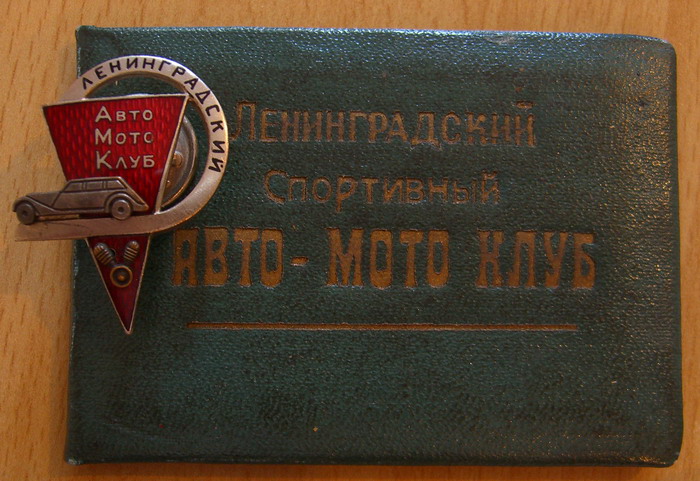 ЛЕНИНГРАДСКИЙ
АВТО
МОТО
КЛУБ
ЛЕНИНГРАДСКИЙ
СПОРТИВНЫЙ
АВТО-МОТО КЛУБ